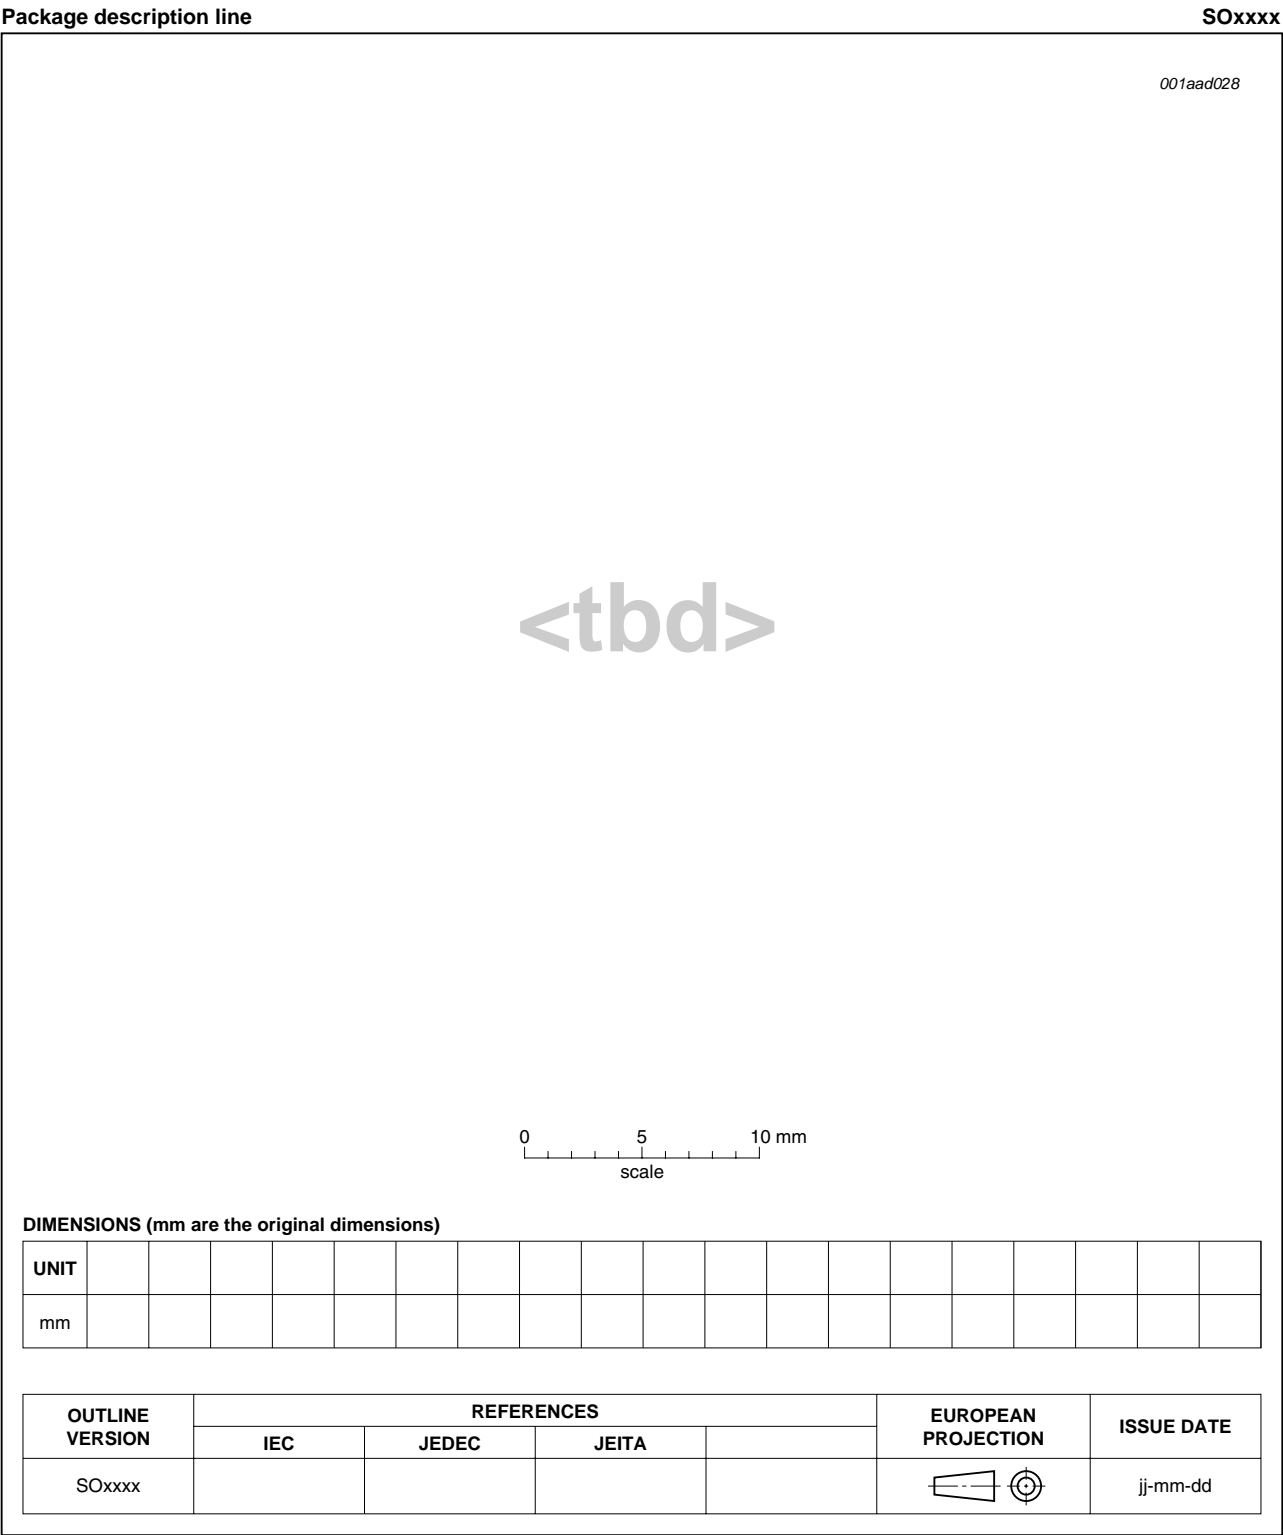 Package description line SOxxxx
001aad028
<tbd>
0 5 10 mm
scale
DIMENSIONS (mm are the original dimensions)
UNIT
mm
OUTLINE VERSION REFERENCES EUROPEAN PROJECTION ISSUE DATE
IEC JEDEC JEITA
SOxxxx jj-mm-dd